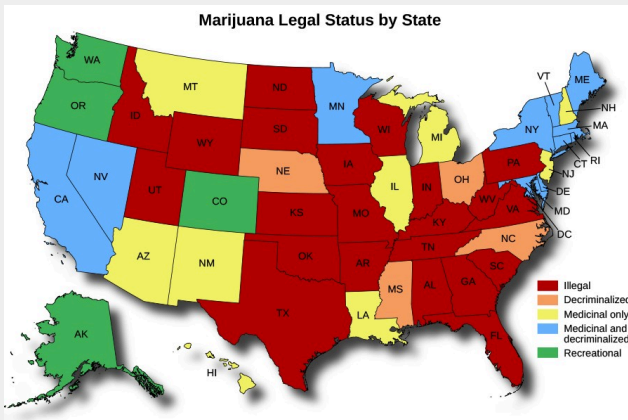 Marijuana Legal Status by State
WA
OR
CA
NV
ID
MT
WY
UT
AZ
CO
NM
ND
SD
NE
KS
OK
TX
MN
IA
MO
AR
LA
WI
IL
MI
IN
OH
KY
TN
MS
AL
GA
FL
SC
NC
VA
WV
PA
NY
VT
ME
NH
MA
RI
CT
NJ
DE
MD
DC
AK
HI
Illegal
Decriminalized
Medicinal only
Medicinal and
decriminalized
Recreational